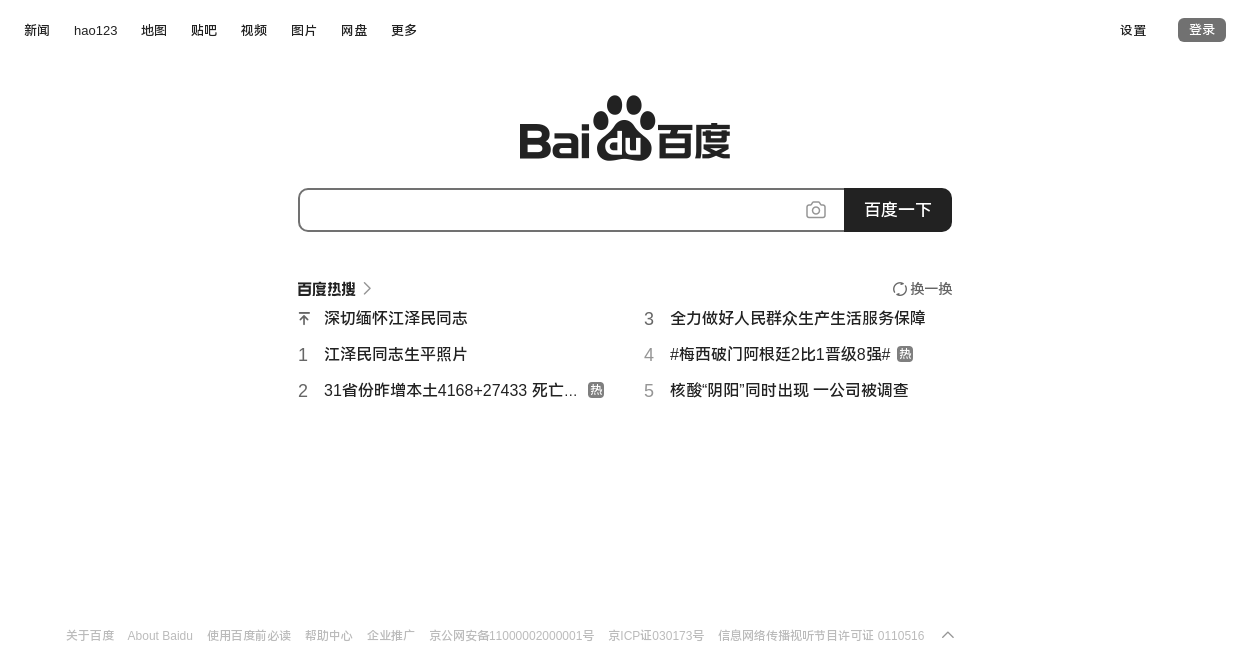 新闻 hao123 地图 贴吧 视频 图片 网盘 更多 设置 登录
Bai du 百度
百度一下
百度热搜 换一换
深切缅怀江泽民同志
1 江泽民同志生平照片
2 31省份昨增本土4168+27433 死亡... 热
3 全力做好人民群众生产生活服务保障
4 #梅西破门阿根廷2比1晋级8强# 热
5 核酸“阴阳”同时出现 一公司被调查
关于百度 About Baidu 使用百度前必读 帮助中心 企业推广 京公网安备11000002000001号 京ICP证030173号 信息网络传播视听节目许可证 0110516